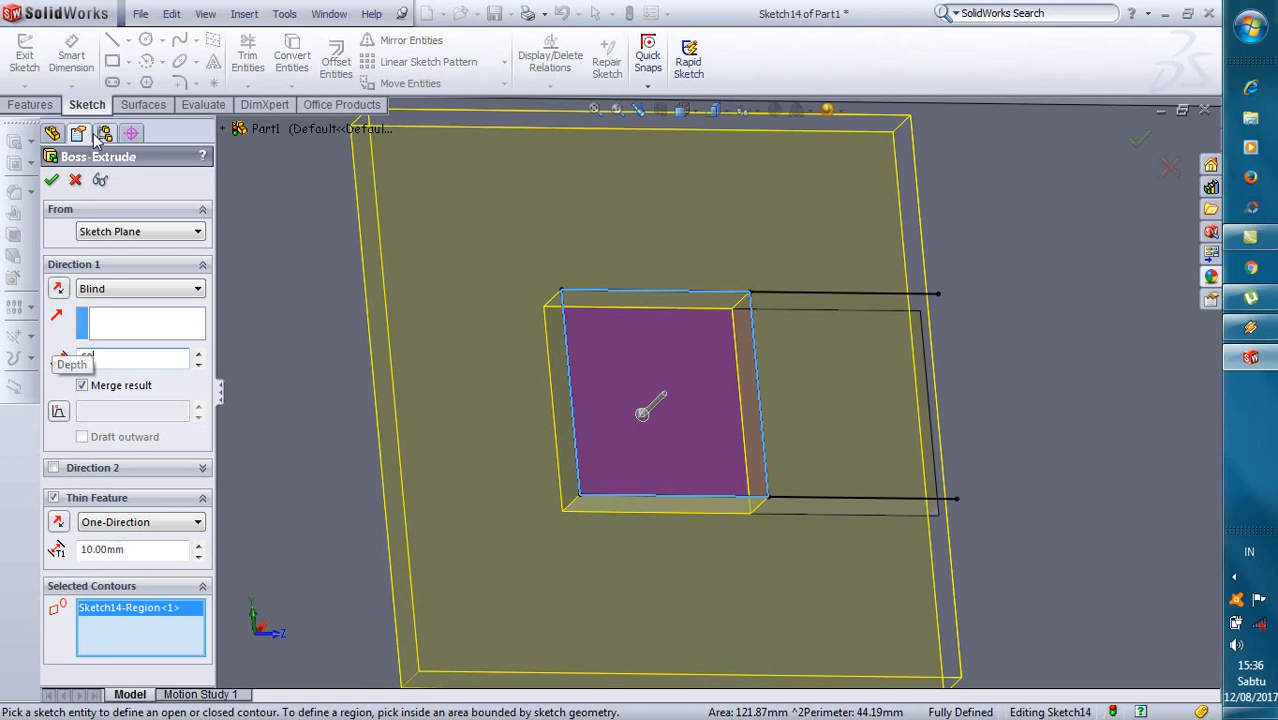 SolidWorks File Edit View Insert Tools Window Help Sketch14 of Part1 * SolidWorks Search ?
Exit Sketch Smart Dimension Trim Entities Convert Entities Offset Entities Mirror Entities Linear Sketch Pattern Move Entities Display/Delete Relations Repair Sketch Quick Snaps Rapid Sketch
Features Sketch Surfaces Evaluate DimXpert Office Products
Part1 (Default<<Defaul...
Boss-Extrude ?
From
Sketch Plane
Direction 1
Blind
Depth
Merge result
Draft outward
Direction 2
Thin Feature
One-Direction
10.00mm
Selected Contours
Sketch14-Region<1>
Y
Z
IN
15:36
Sabtu
12/08/2017
Model Motion Study 1
Pick a sketch entity to define an open or closed contour. To define a region, pick inside an area bounded by sketch geometry. Area: 121.87mm ^2Perimeter: 44.19mm Fully Defined Editing Sketch14